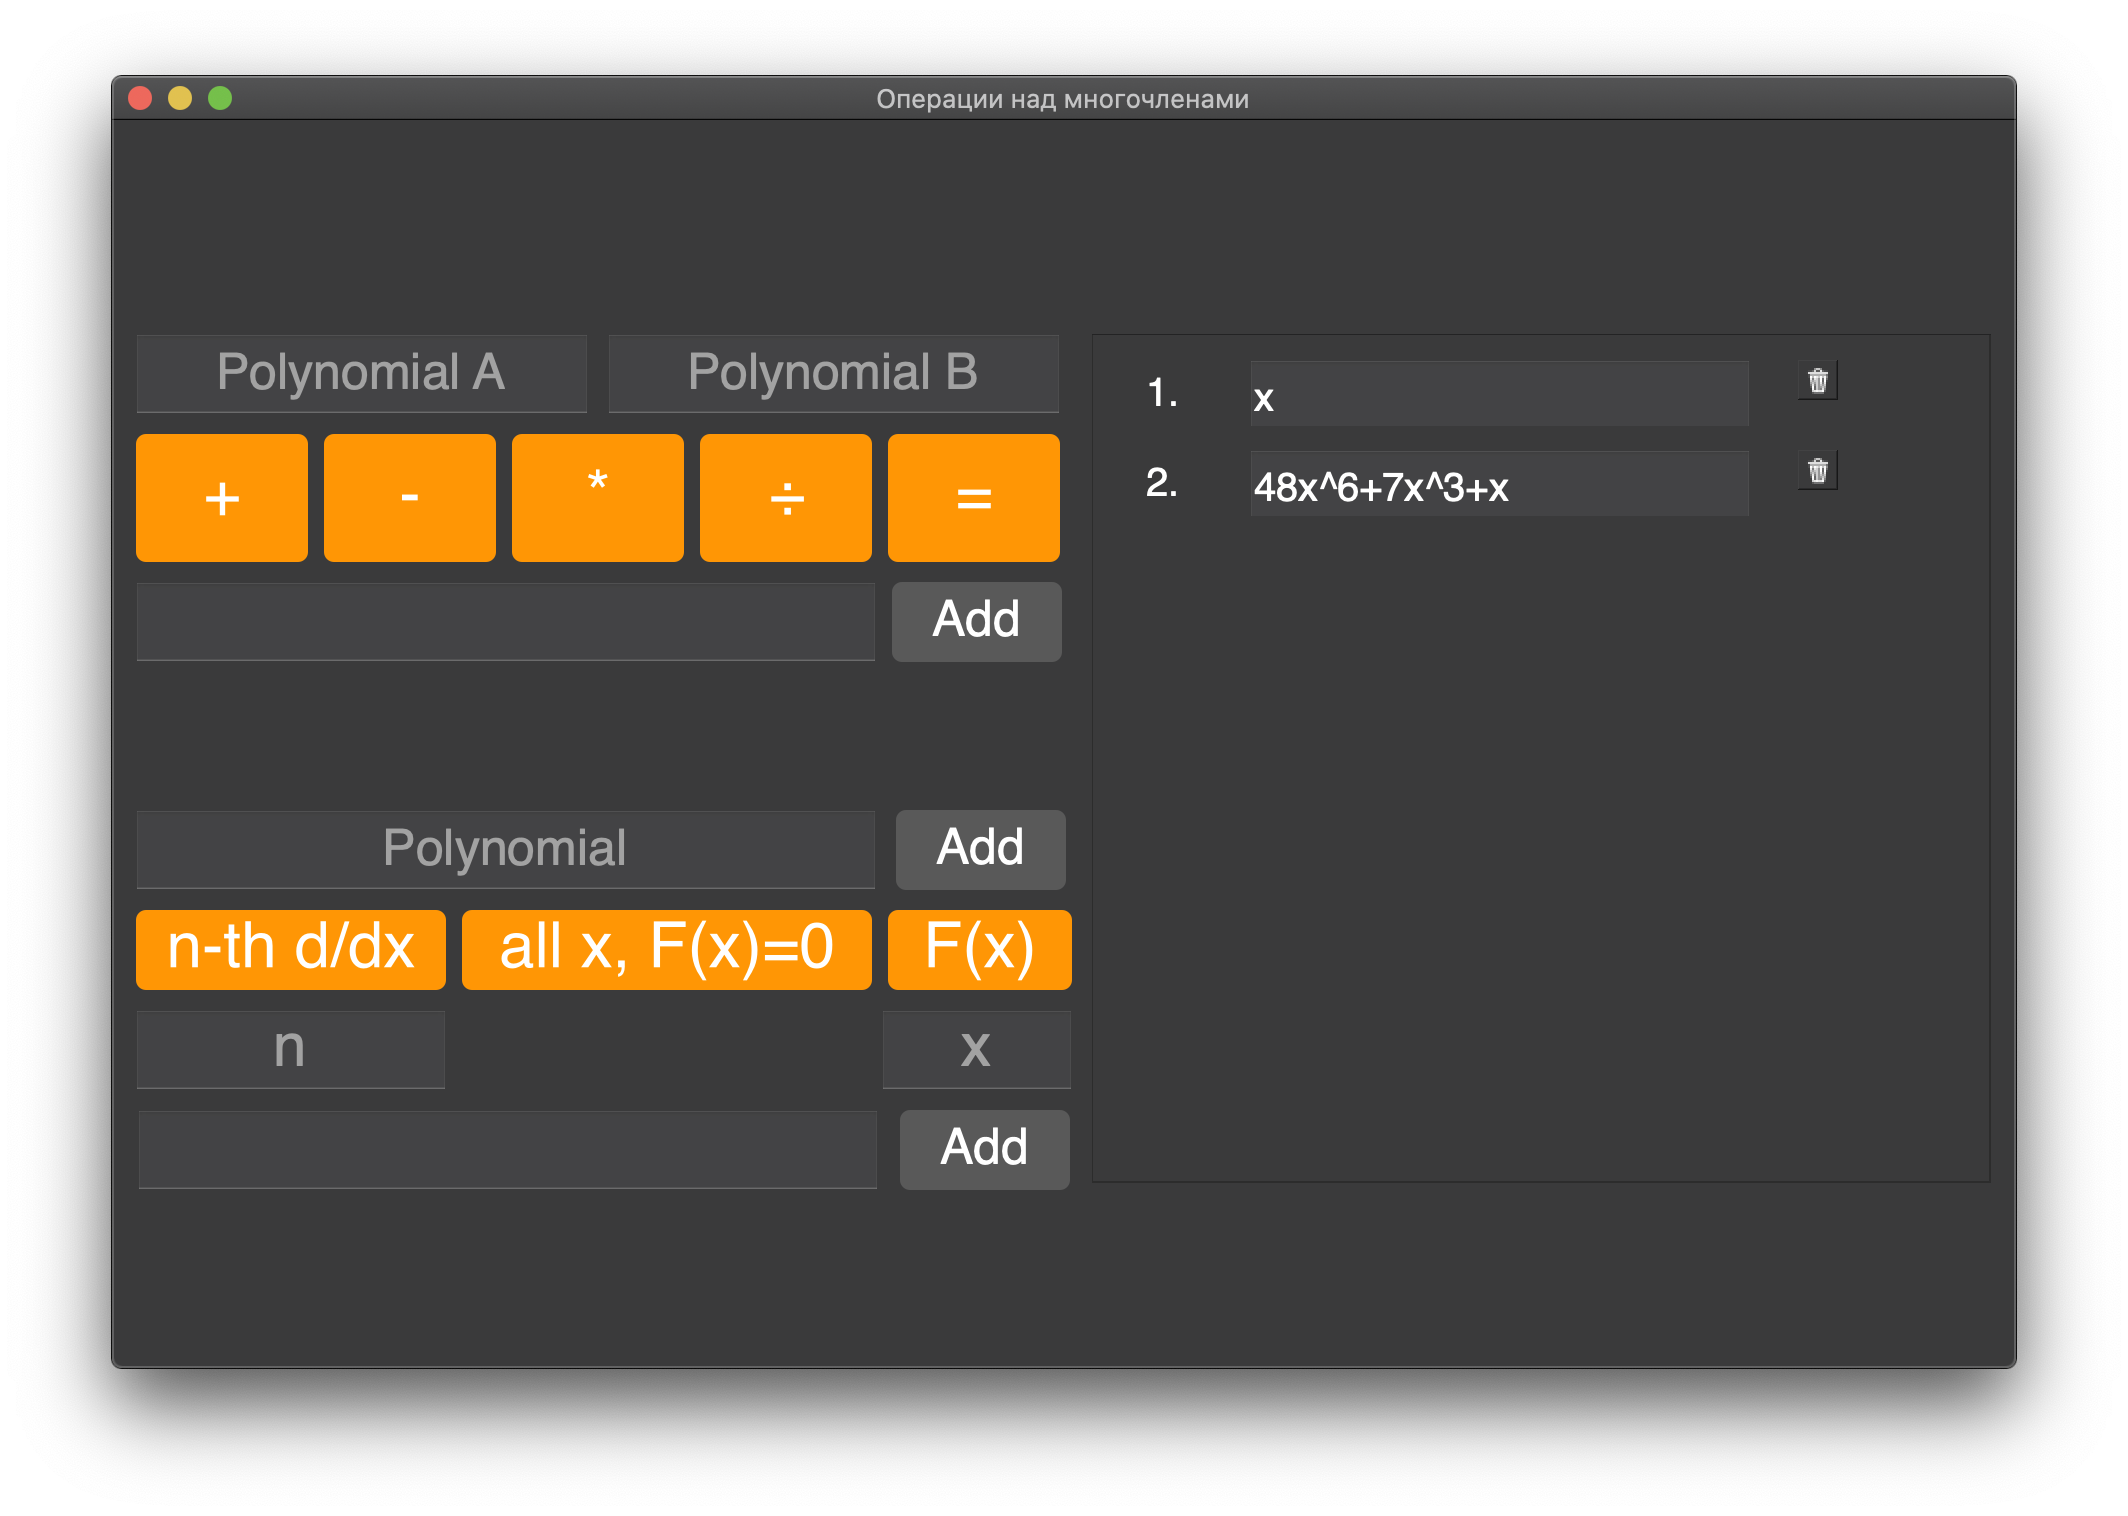 Операции над многочленами
Polynomial A
Polynomial B
+
-
*
÷
=
Add
Polynomial
Add
n-th d/dx
all x, F(x)=0
F(x)
n
x
Add
1.
x
2.
48x^6+7x^3+x